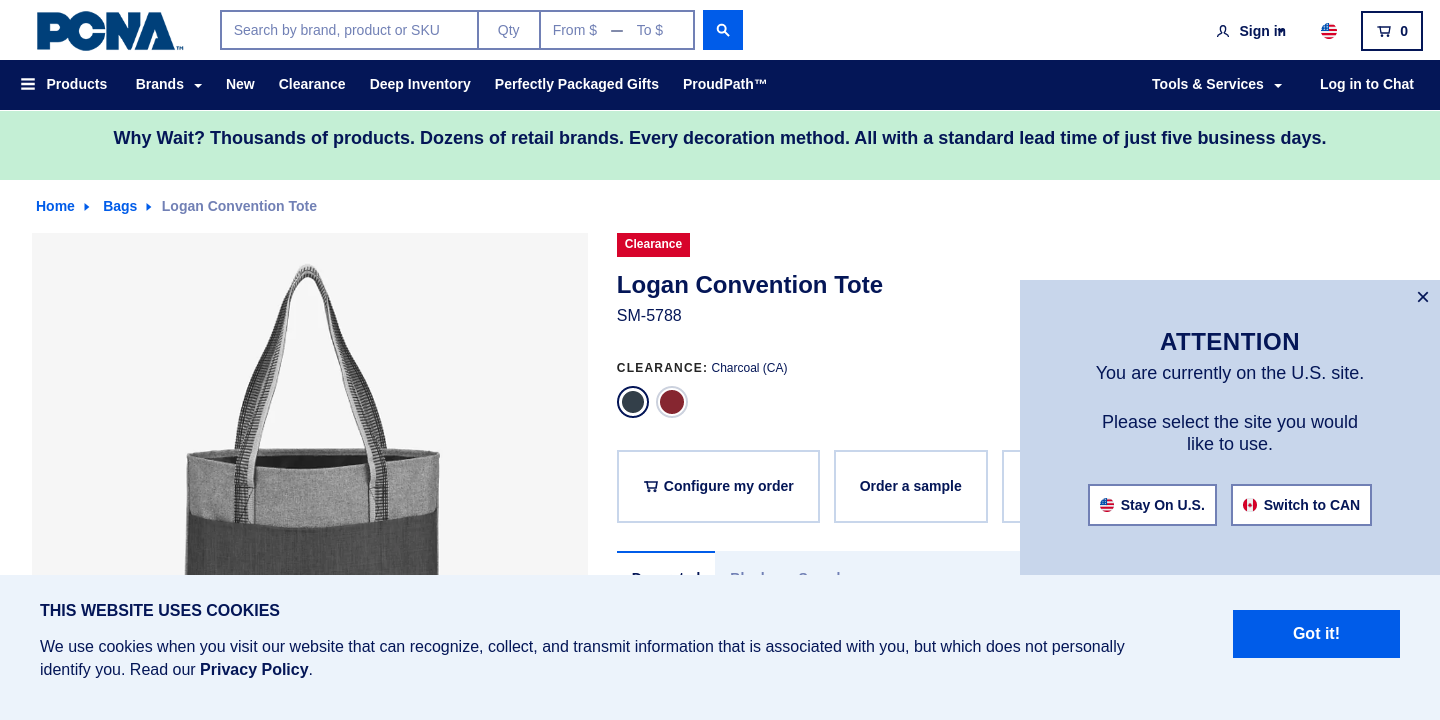 PCNA™
Search by brand, product or SKU
Qty
From $ — To $
Sign in
0
Products
Brands
New
Clearance
Deep Inventory
Perfectly Packaged Gifts
ProudPath™
Tools & Services
Log in to Chat
Why Wait? Thousands of products. Dozens of retail brands. Every decoration method. All with a standard lead time of just five business days.
Home
Bags
Logan Convention Tote
Clearance
Logan Convention Tote
SM-5788
CLEARANCE: Charcoal (CA)
Configure my order
Order a sample
×
ATTENTION
You are currently on the U.S. site.
Please select the site you would
like to use.
Stay On U.S.
Switch to CAN
THIS WEBSITE USES COOKIES
We use cookies when you visit our website that can recognize, collect, and transmit information that is associated with you, but which does not personally
identify you. Read our Privacy Policy.
Got it!